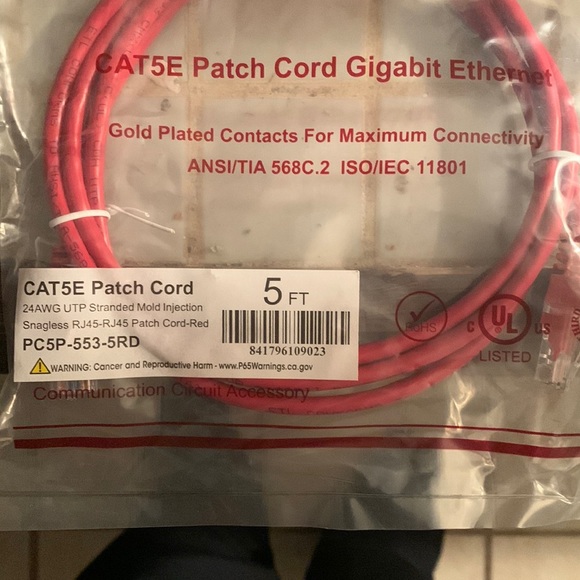 CAT5E Patch Cord Gigabit Ethernet
Gold Plated Contacts For Maximum Connectivity
ANSI/TIA 568C.2 ISO/IEC 11801
CAT5E Patch Cord
24AWG UTP Stranded Mold Injection
Snagless RJ45-RJ45 Patch Cord-Red
PC5P-553-5RD
5 FT
841796109023
WARNING: Cancer and Reproductive Harm - www.P65Warnings.ca.gov
RoHS
C UL US
LISTED
Communication Circuit Accessory